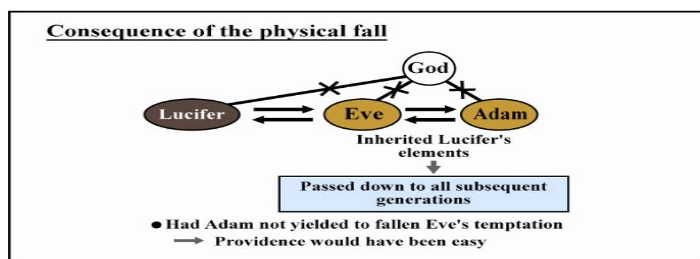 Consequence of the physical fall
God
Lucifer
Eve
Adam
Inherited Lucifer's
elements
Passed down to all subsequent
generations
● Had Adam not yielded to fallen Eve's temptation
→ Providence would have been easy